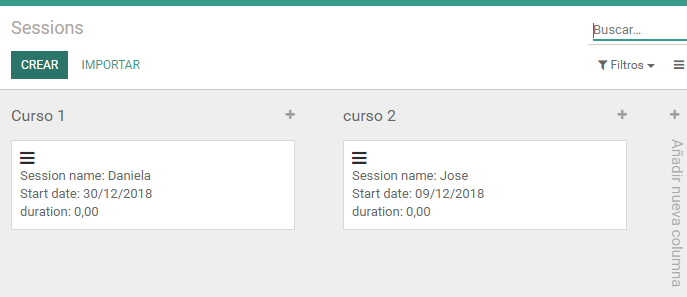 Sessions
Buscar...
CREAR IMPORTAR
Filtros
Curso 1
curso 2
Session name: Daniela
Start date: 30/12/2018
duration: 0,00
Session name: Jose
Start date: 09/12/2018
duration: 0,00
Añadir nueva columna